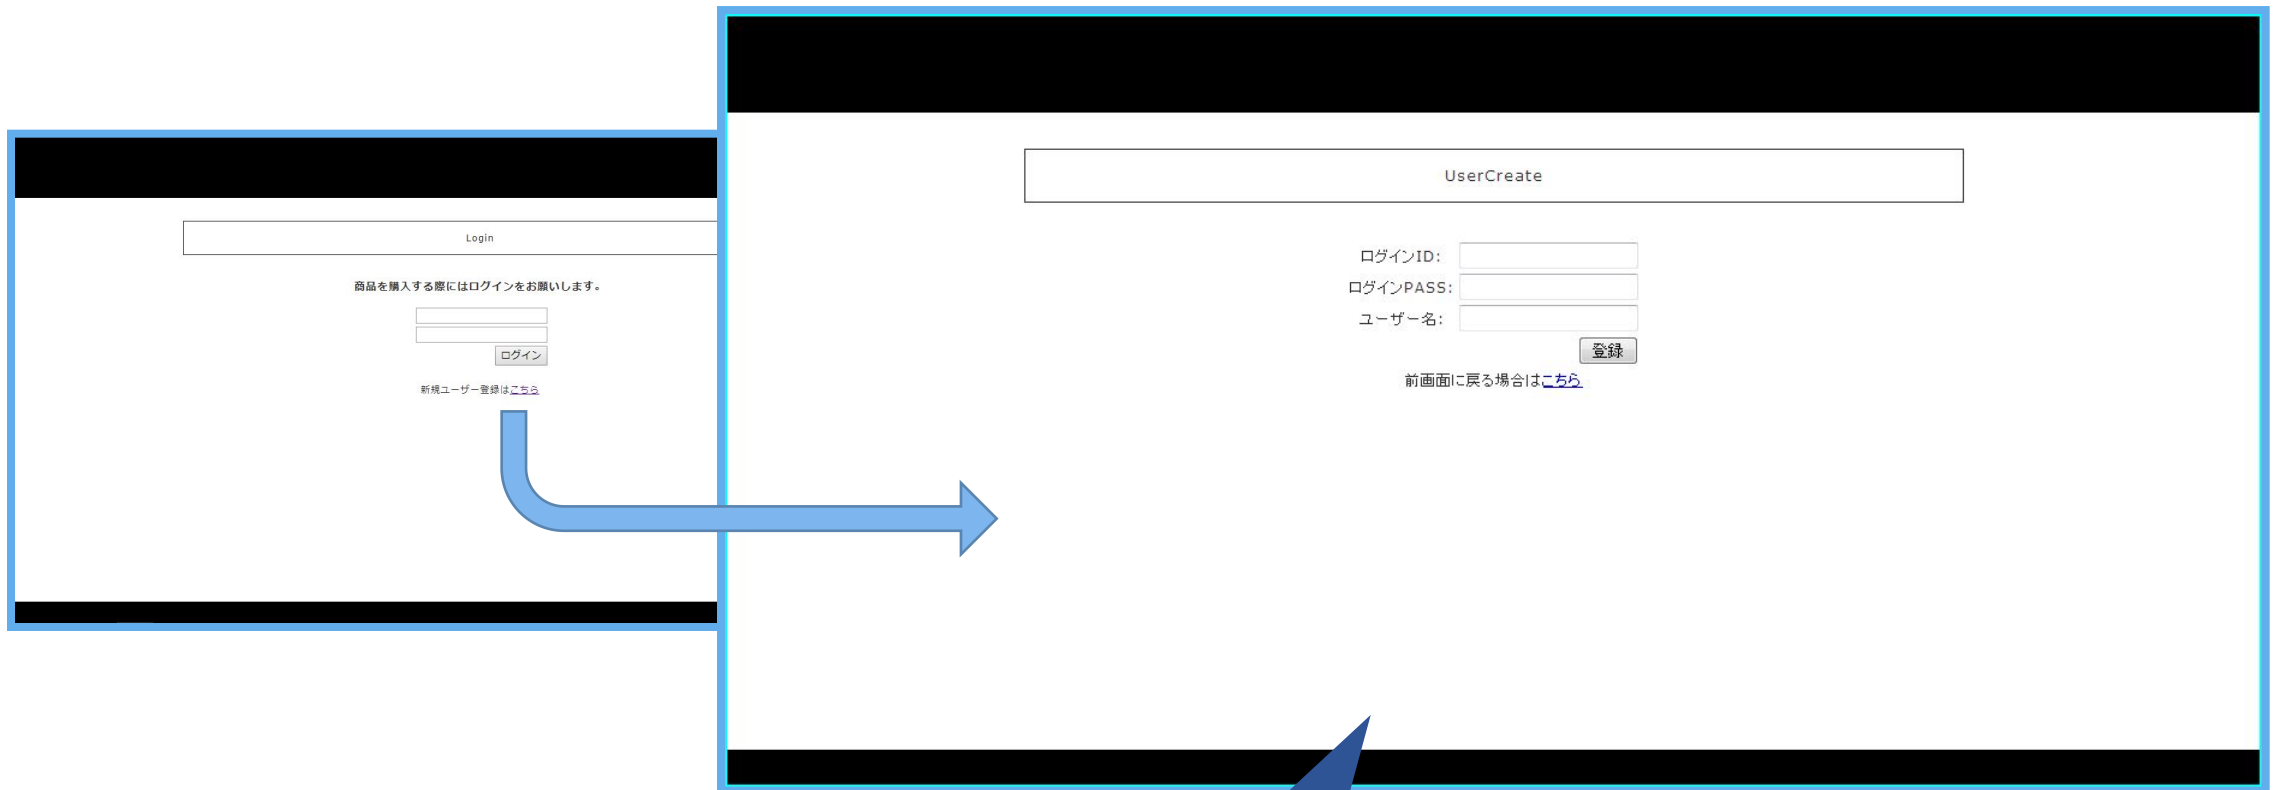 Login
商品を購入する際にはログインをお願いします。
ログイン
新規ユーザー登録はこちら
UserCreate
ログインID:
ログインPASS:
ユーザー名:
登録
前画面に戻る場合はこちら